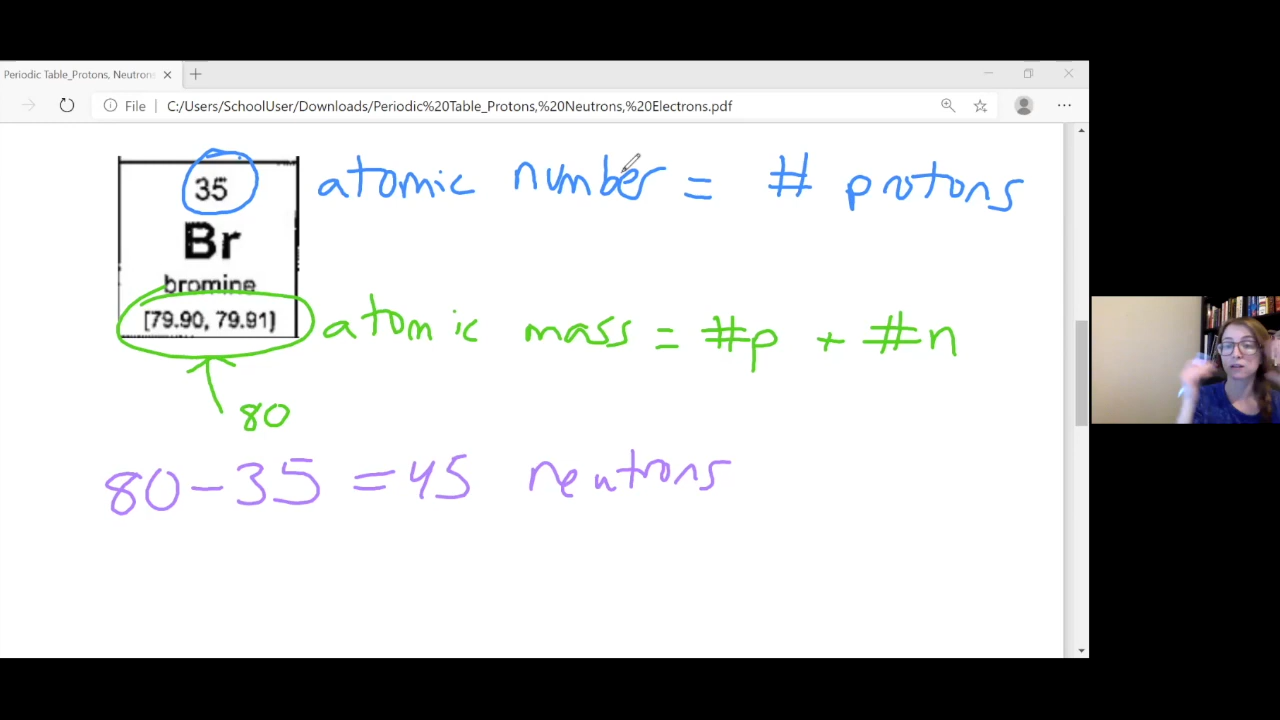 Periodic Table_Protons, Neutron
File | C:/Users/SchoolUser/Downloads/Periodic%20Table_Protons,%20Neutrons,%20Electrons.pdf
35 atomic number = # protons
Br
bromine
[79.90, 79.91] atomic mass = #p + #n
80
80-35 = 45 neutrons